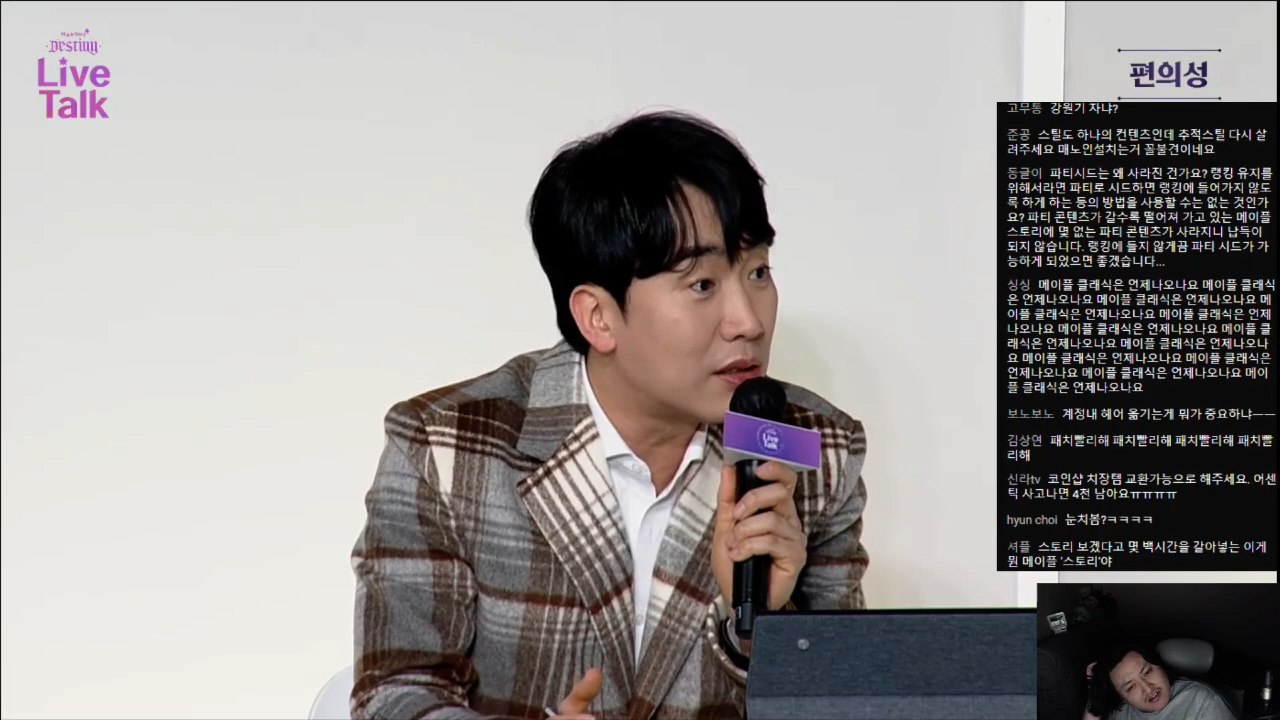 MapleStory
DESTINY
Live
Talk
편의성
고무통 강원기 자냐?
준공 스틸도 하나의 컨텐츠인데 추적스틸 다시 살
려주세요 매노인설치는거 꼴불견이네요
동글이 파티시드는 왜 사라진 건가요? 랭킹 유지를
위해서라면 파티로 시드하면 랭킹에 들어가지 않도
록 하게 하는 등의 방법을 사용할 수는 없는 것인가
요? 파티 콘텐츠가 갈수록 떨어져 가고 있는 메이플
스토리에 몇 없는 파티 콘텐츠가 사라지니 납득이
되지 않습니다. 랭킹에 들지 않게끔 파티 시드가 가
능하게 되었으면 좋겠습니다...
싱싱 메이플 클래식은 언제나오나요 메이플 클래식
은 언제나오나요 메이플 클래식은 언제나오나요 메
이플 클래식은 언제나오나요 메이플 클래식은 언제
나오나요 메이플 클래식은 언제나오나요 메이플 클
래식은 언제나오나요 메이플 클래식은 언제나오나
요 메이플 클래식은 언제나오나요 메이플 클래식은
언제나오나요 메이플 클래식은 언제나오나요 메이
플 클래식은 언제나오나요
보노보노 계정내 헤어 옮기는게 뭐가 중요하냐ㅡㅡ
김상연 패치빨리해 패치빨리해 패치빨리해 패치빨
리해
신라tv 코인샵 치장템 교환가능으로 해주세요. 어센
틱 사고나면 4천 남아요ㅠㅠㅠㅠ
hyun choi 눈치봄?ㅋㅋㅋㅋ
셔플 스토리 보겠다고 몇 백시간을 갈아넣는 이게
뭔 메이플 '스토리'야
Live
Talk